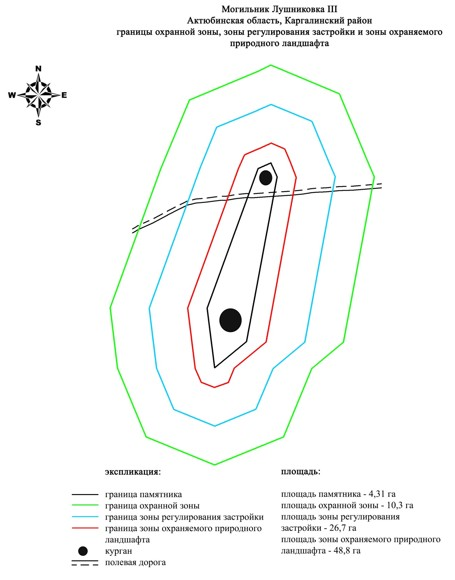 Могильник Лушниковка III
Актюбинская область, Каргалинский район
границы охранной зоны, зоны регулирования застройки и зоны охраняемого
природного ландшафта
N
W E
S
экспликация:
граница памятника
граница охранной зоны
граница зоны регулирования застройки
граница зоны охраняемого природного
ландшафта
курган
полевая дорога
площадь:
площадь памятника - 4,31 га
площадь охранной зоны - 10,3 га
площадь зоны регулирования
застройки - 26,7 га
площадь зоны охраняемого природного
ландшафта - 48,8 га